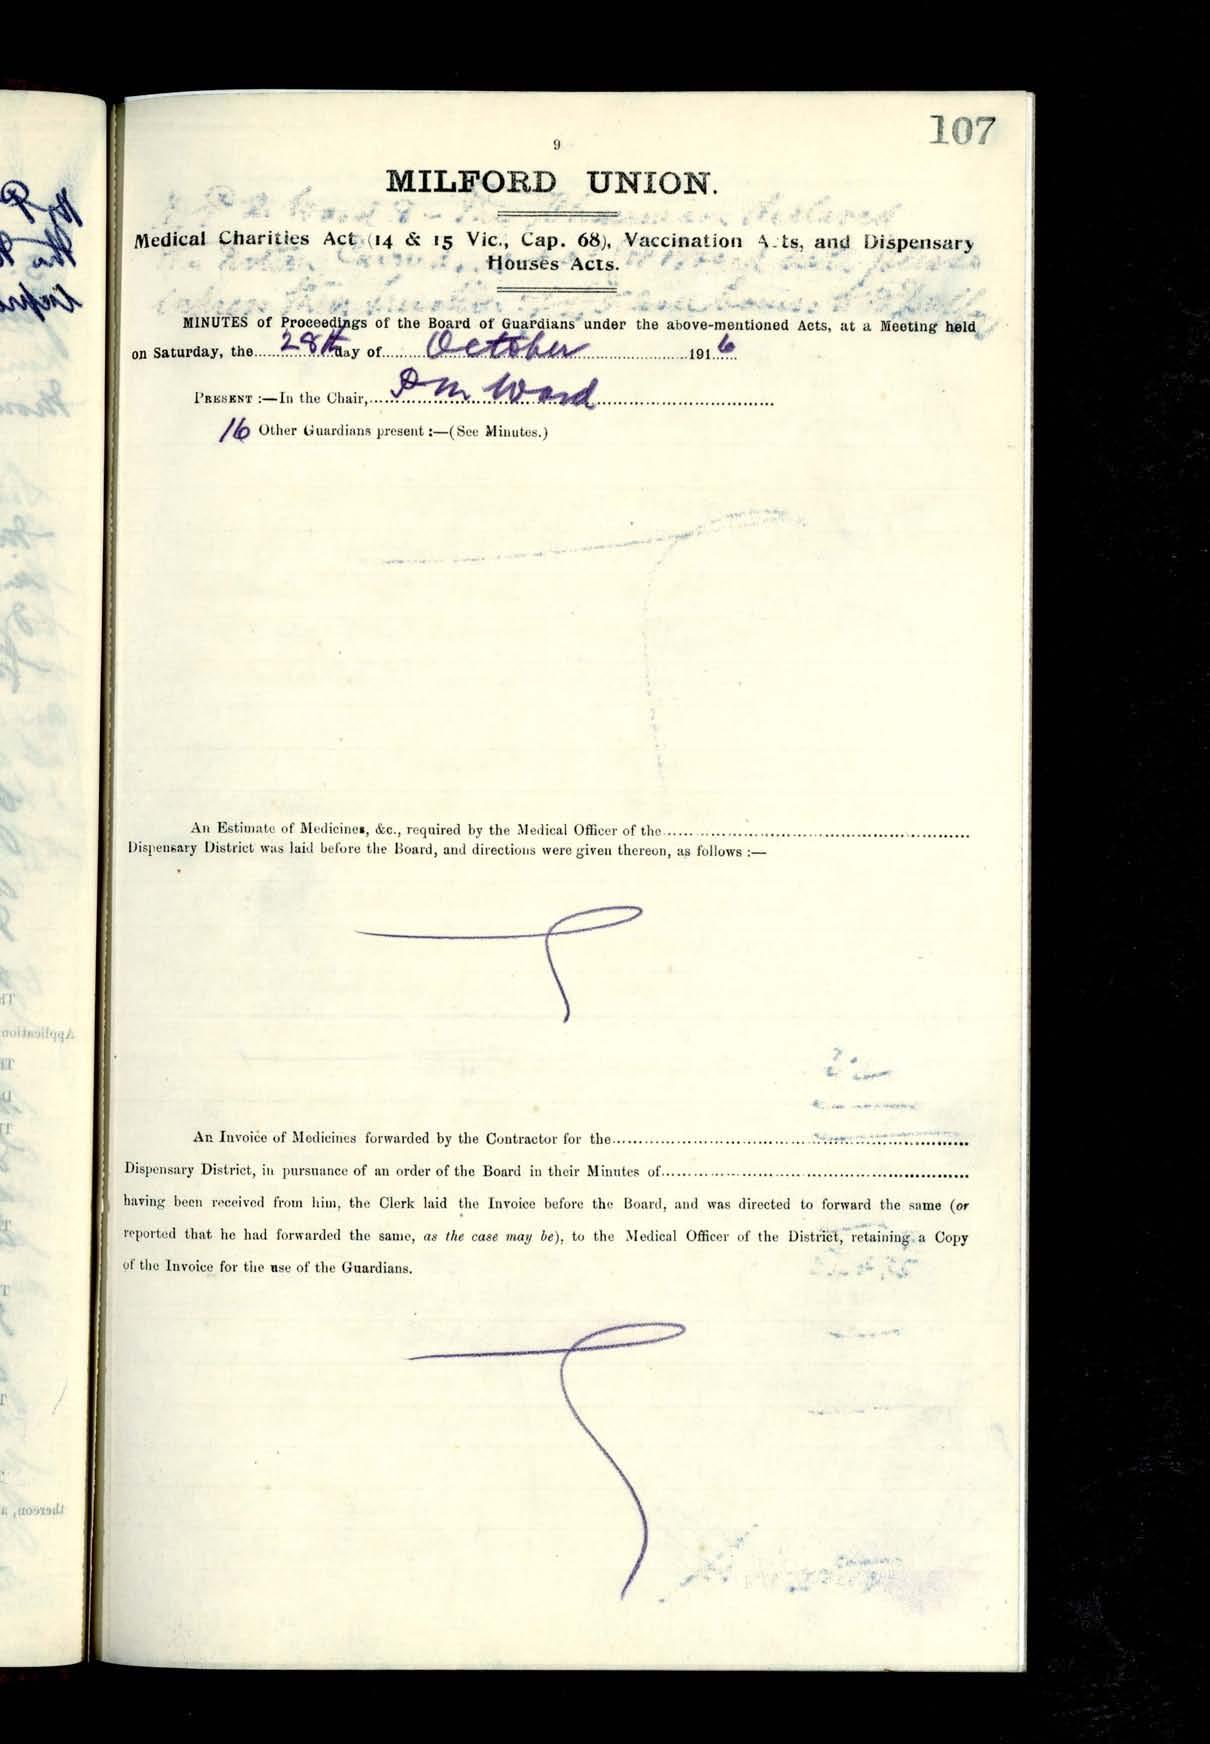 107
9
MILFORD UNION.
Medical Charities Act (14 & 15 Vic., Cap. 68), Vaccination Acts, and Dispensary
Houses Acts.
MINUTES of Proceedings of the Board of Guardians under the above-mentioned Acts, at a Meeting held
on Saturday, the 28th day of October 1916
PRESENT :—In the Chair, P M Ward
16 Other Guardians present :—(See Minutes.)
An Estimate of Medicines, &c., required by the Medical Officer of the
Dispensary District was laid before the Board, and directions were given thereon, as follows :—
An Invoice of Medicines forwarded by the Contractor for the
Dispensary District, in pursuance of an order of the Board in their Minutes of
having been received from him, the Clerk laid the Invoice before the Board, and was directed to forward the same (or
reported that he had forwarded the same, as the case may be), to the Medical Officer of the District, retaining a Copy
of the Invoice for the use of the Guardians.